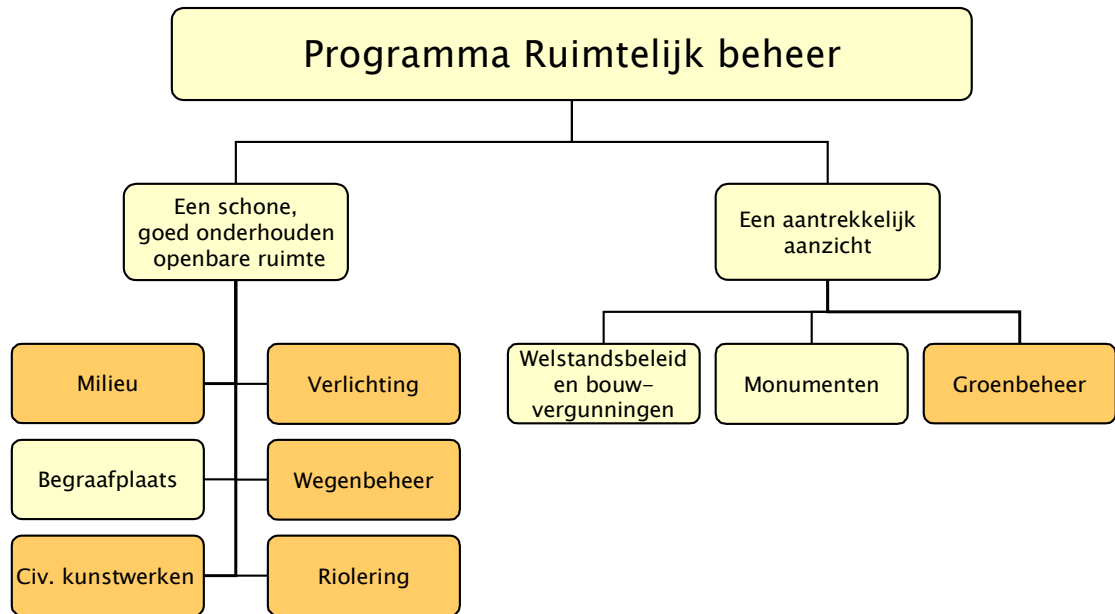 Programma Ruimtelijk beheer
Een schone,
goed onderhouden
openbare ruimte
Een aantrekkelijk
aanzicht
Milieu
Verlichting
Begraafplaats
Wegenbeheer
Civ. kunstwerken
Riolering
Welstandsbeleid
en bouw-
vergunningen
Monumenten
Groenbeheer